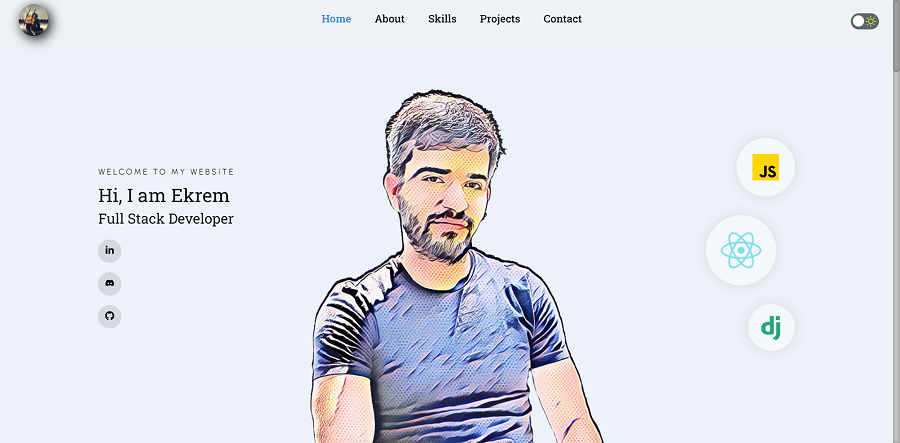 Home About Skills Projects Contact
WELCOME TO MY WEBSITE
Hi, I am Ekrem
Full Stack Developer
in
JS
dj